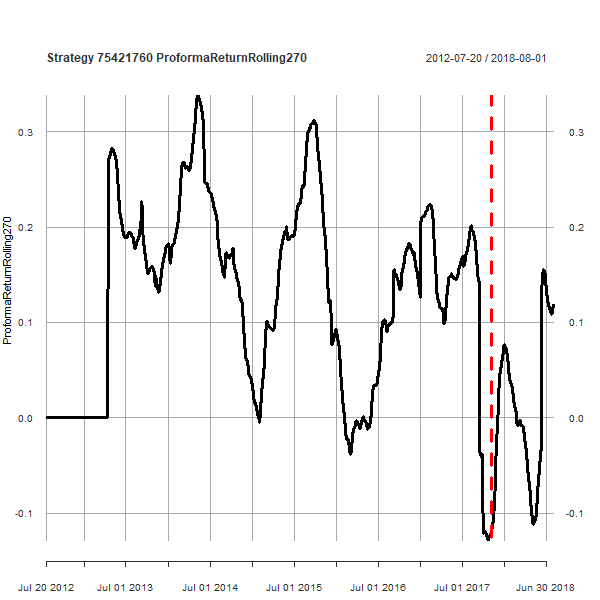 Strategy 75421760 ProformaReturnRolling270
2012-07-20 / 2018-08-01
ProformaReturnRolling270
0.3
0.3
0.2
0.2
0.1
0.1
0.0
0.0
-0.1
-0.1
Jul 20 2012
Jul 01 2013
Jul 01 2014
Jul 01 2015
Jul 01 2016
Jul 01 2017
Jun 30 2018